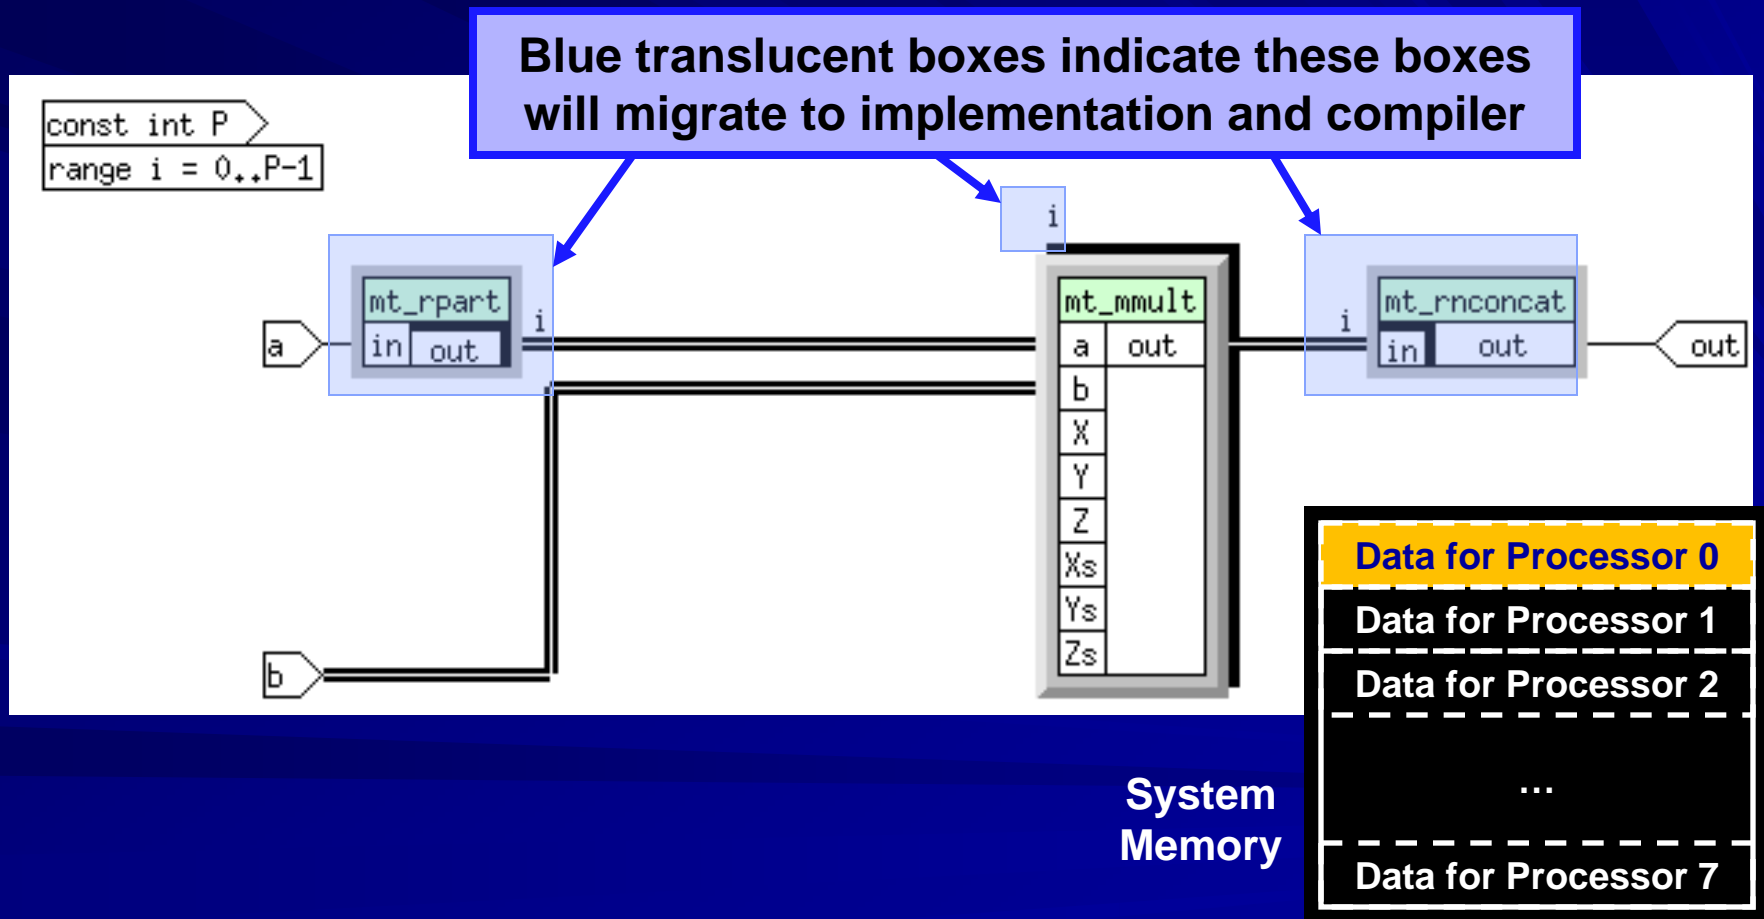 Blue translucent boxes indicate these boxes
will migrate to implementation and compiler
const int P
range i = 0..P-1
i
mt_rpart
in out
i
a
mt_mmult
a out
b
X
Y
Z
Xs
Ys
Zs
i
mt_rnconcat
in out
out
b
Data for Processor 0
Data for Processor 1
Data for Processor 2
...
Data for Processor 7
System
Memory